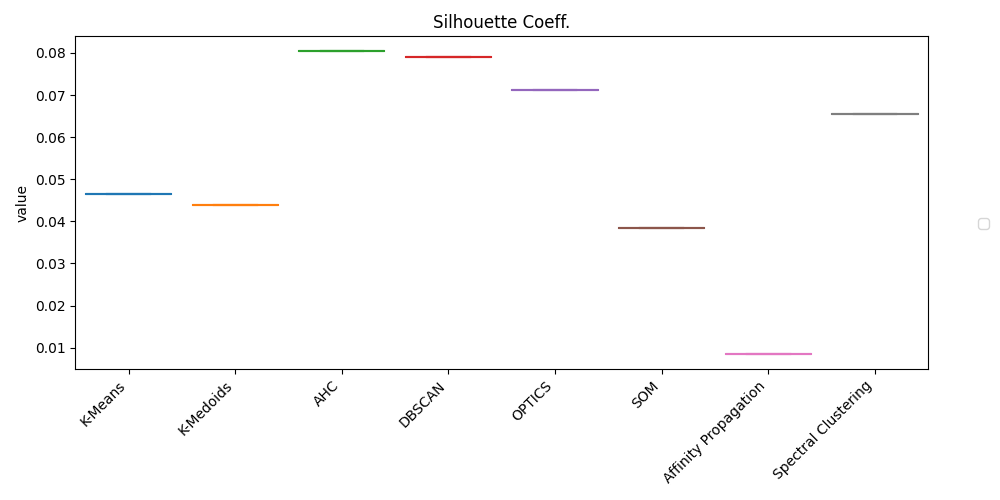 Silhouette Coeff.
value
0.08
0.07
0.06
0.05
0.04
0.03
0.02
0.01
K-Means
K-Medoids
AHC
DBSCAN
OPTICS
SOM
Affinity Propagation
Spectral Clustering